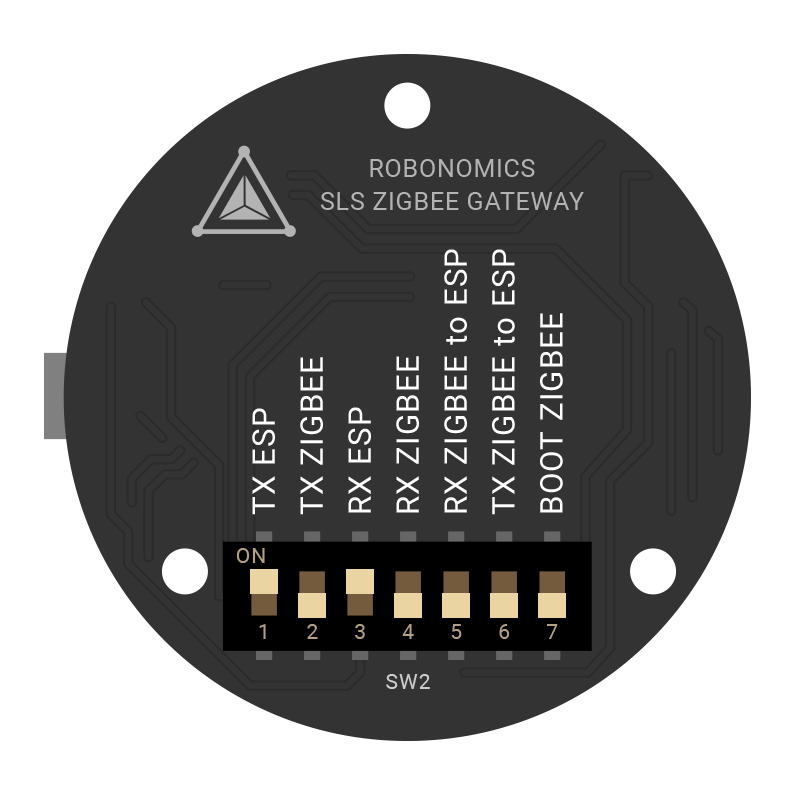 ROBONOMICS
SLS ZIGBEE GATEWAY
TX ESP
TX ZIGBEE
RX ESP
RX ZIGBEE
RX ZIGBEE to ESP
TX ZIGBEE to ESP
BOOT ZIGBEE
ON
1 2 3 4 5 6 7
SW2